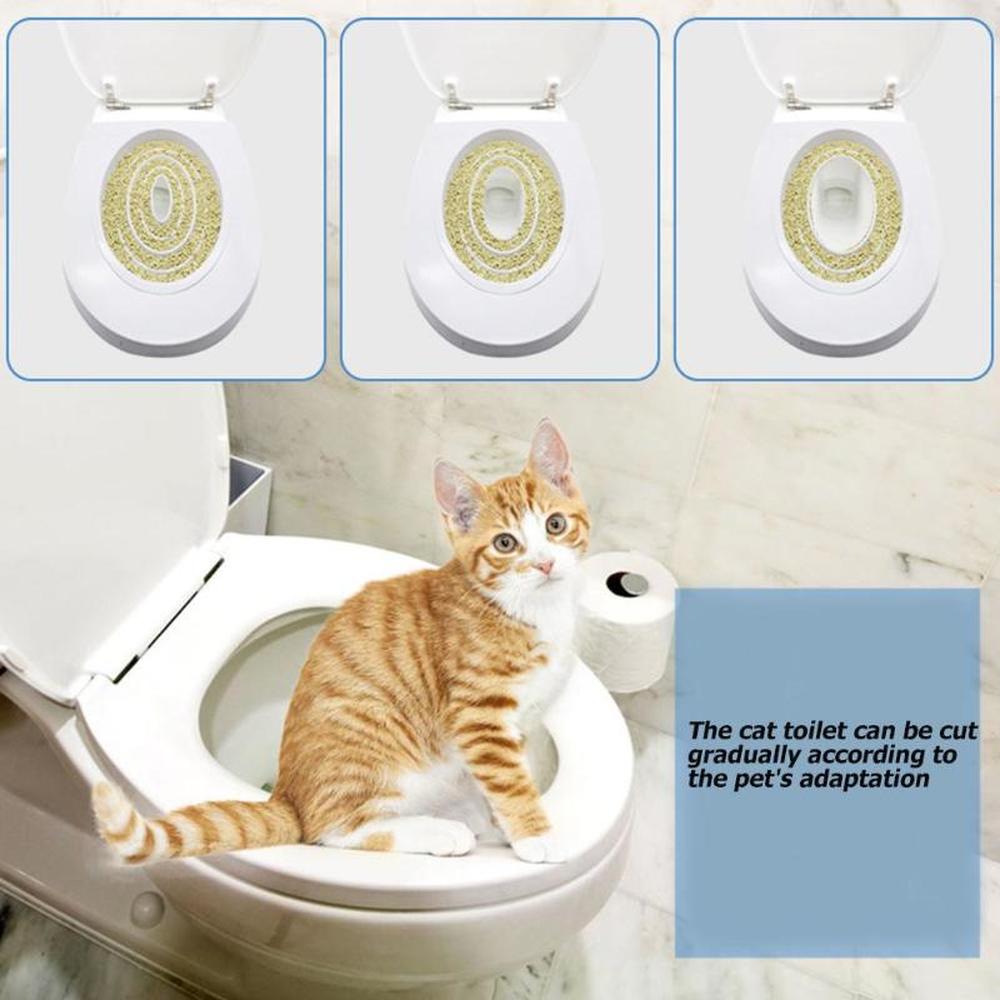 The cat toilet can be cut
gradually according to
the pet's adaptation